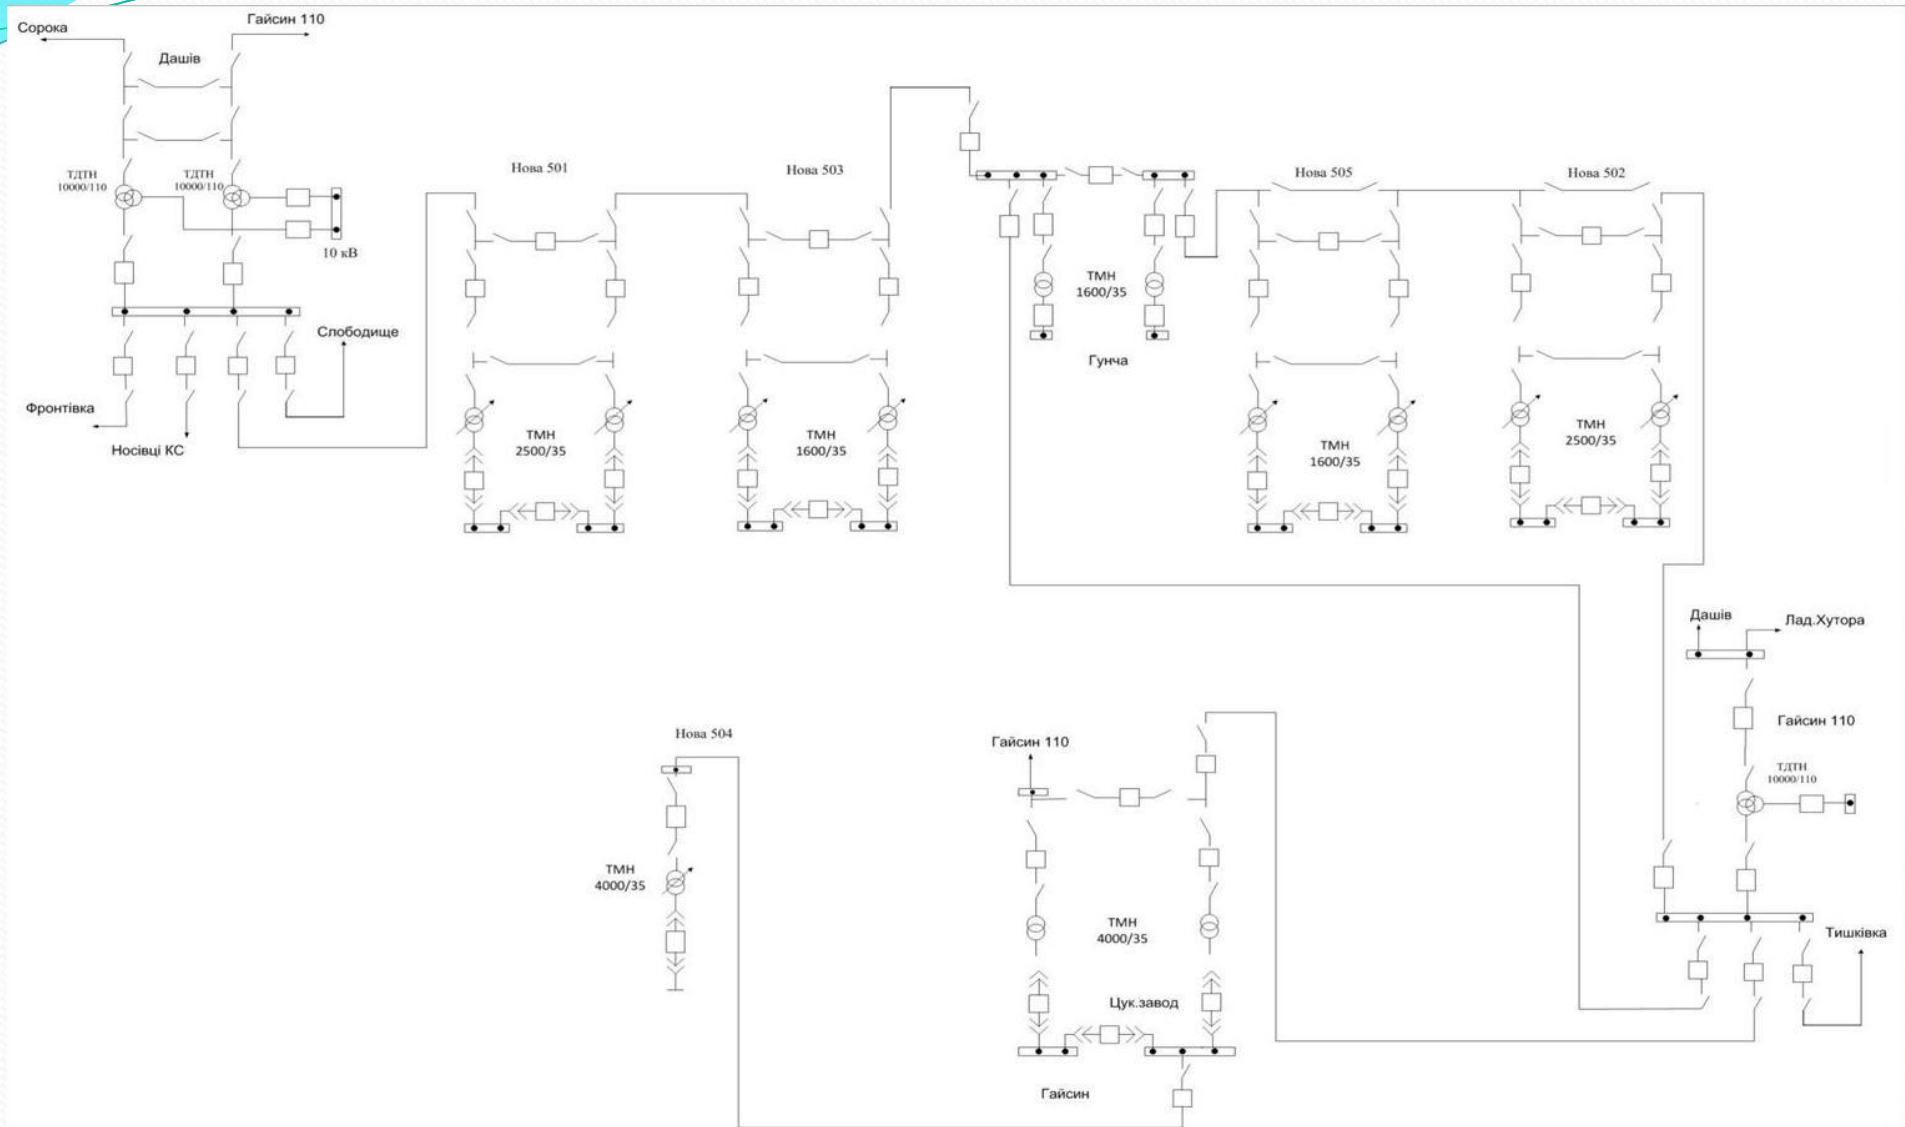 Гайсин 110
Сорока
Дашів
ТДТН
10000/110
ТДТН
10000/110
10 кВ
Слободище
Фронтівка
Носівці КС
Нова 501
ТМН
2500/35
Нова 503
ТМН
1600/35
ТМН
1600/35
Гунча
Нова 505
ТМН
1600/35
Нова 502
ТМН
2500/35
Дашів
Лад.Хутора
Гайсин 110
ТДТН
10000/110
Тишківка
Нова 504
ТМН
4000/35
Гайсин 110
ТМН
4000/35
Цук.завод
Гайсин